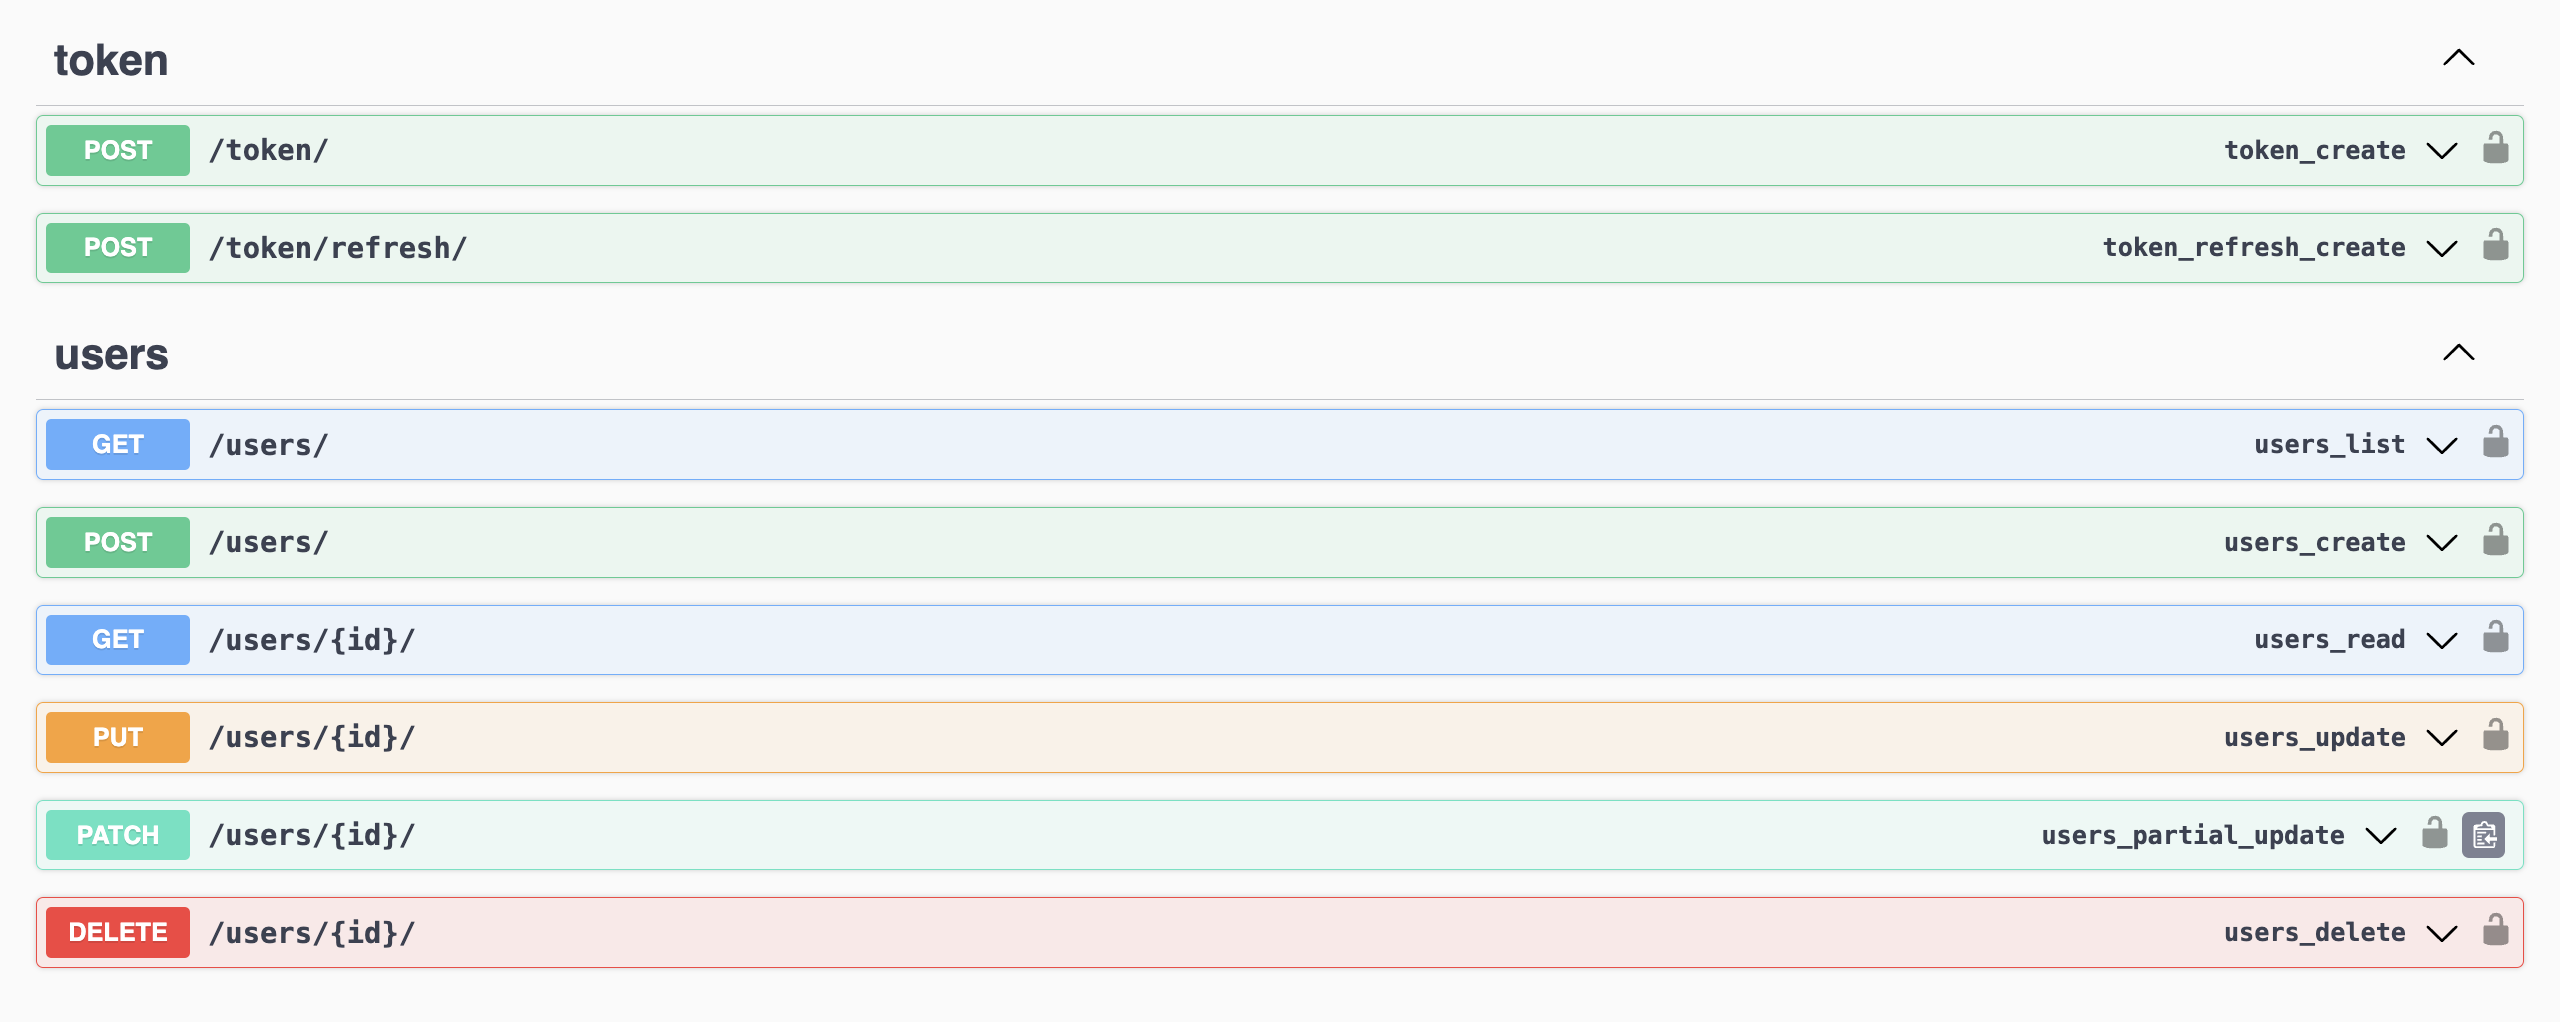 token
POST /token/ token_create
POST /token/refresh/ token_refresh_create
users
GET /users/ users_list
POST /users/ users_create
GET /users/{id}/ users_read
PUT /users/{id}/ users_update
PATCH /users/{id}/ users_partial_update
DELETE /users/{id}/ users_delete